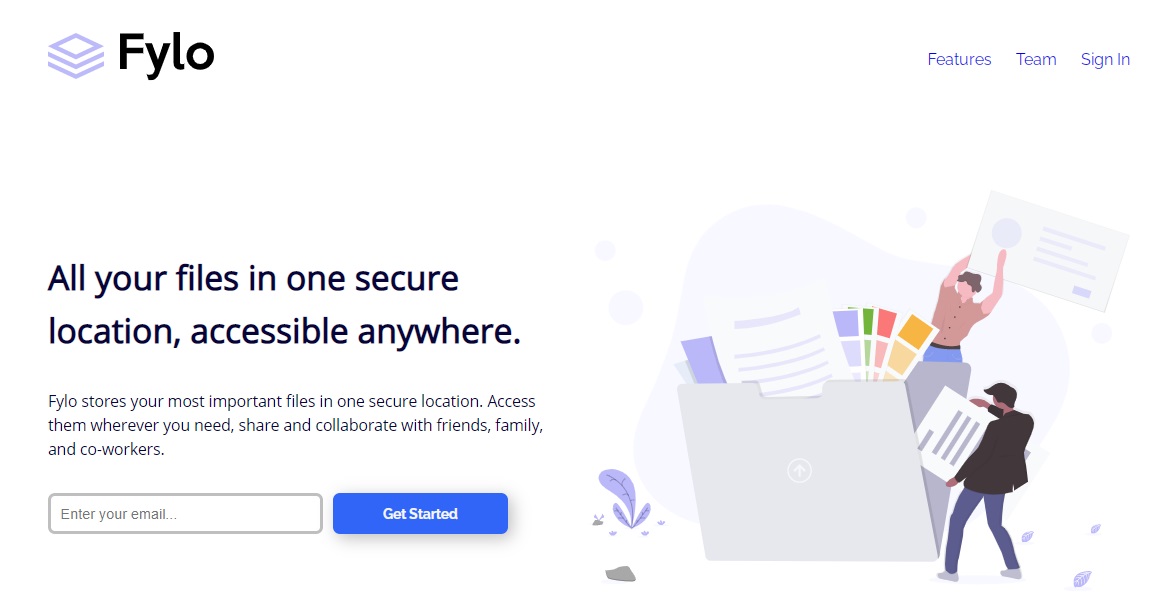 Fylo
Features Team Sign In
All your files in one secure
location, accessible anywhere.
Fylo stores your most important files in one secure location. Access
them wherever you need, share and collaborate with friends, family,
and co-workers.
Enter your email...
Get Started